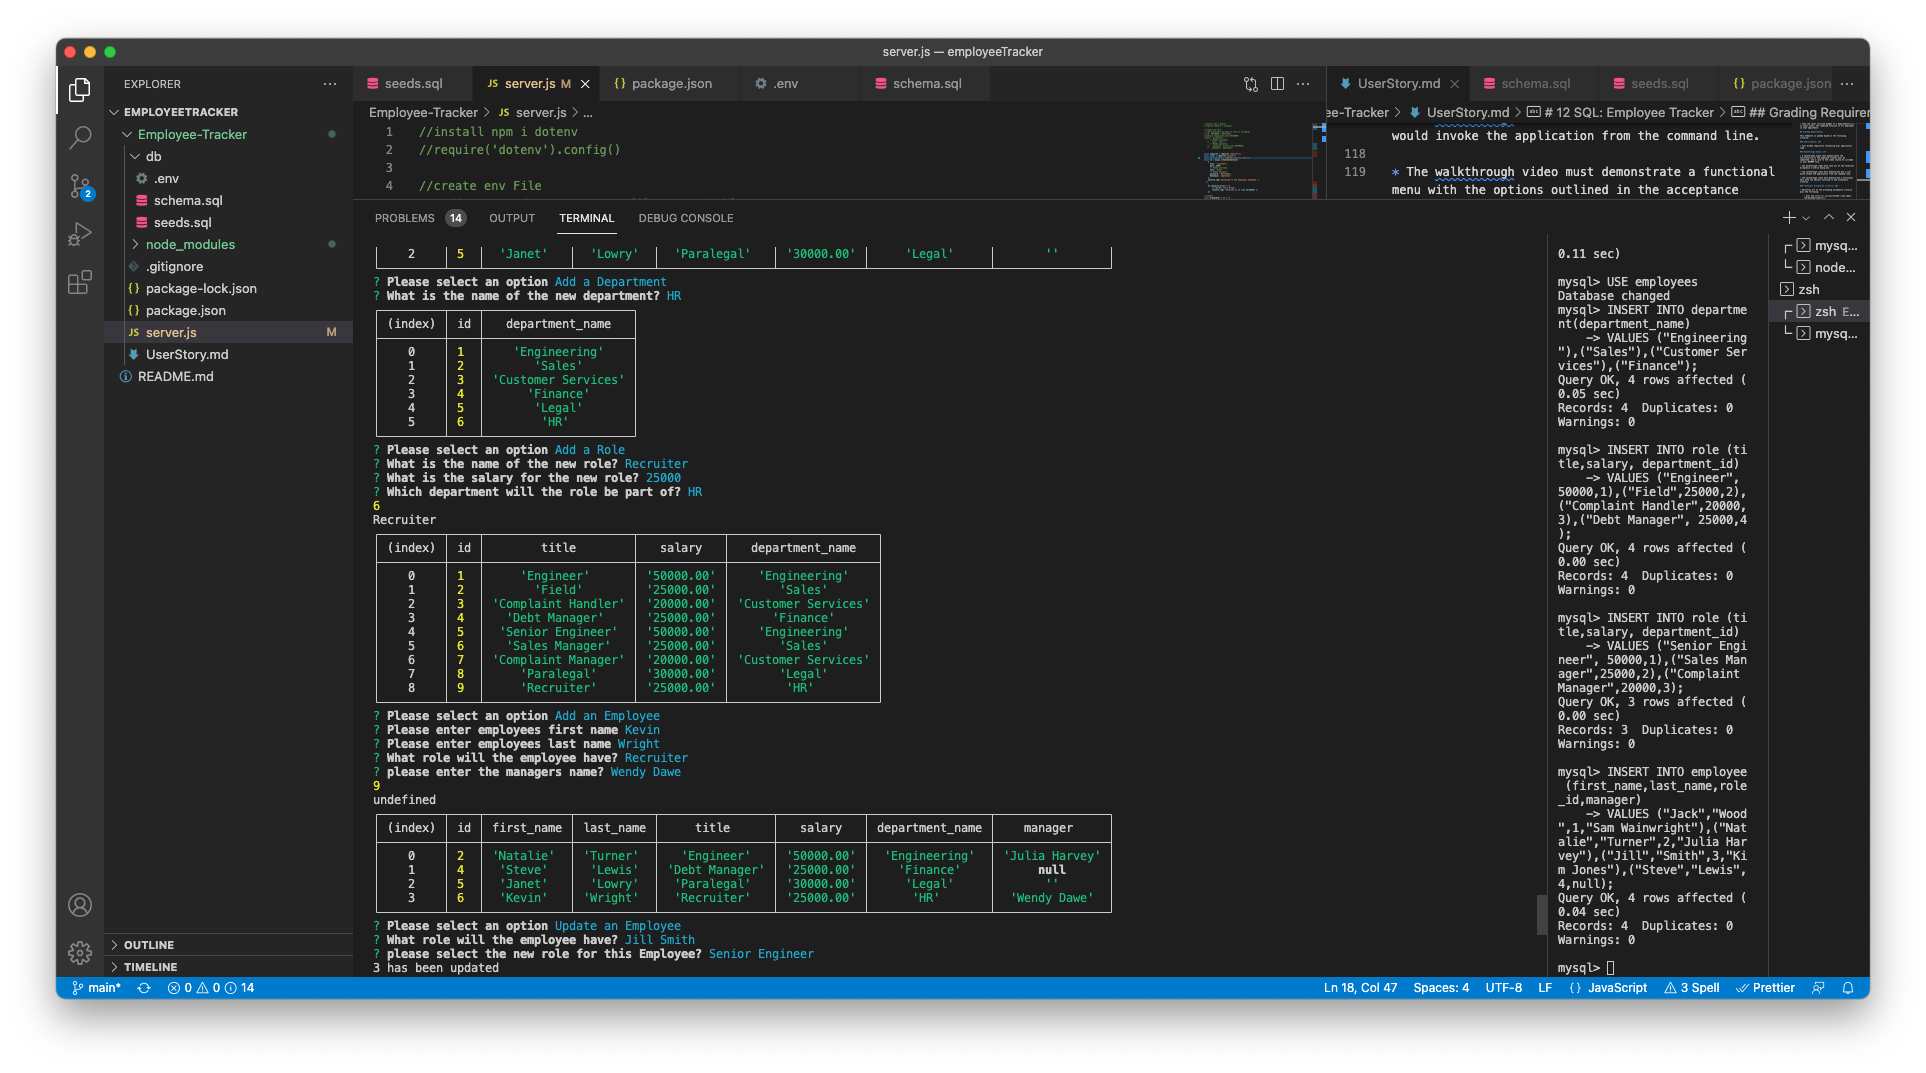 server.js — employeeTracker
EXPLORER
EMPLOYEETRACKER
Employee-Tracker
db
.env
schema.sql
seeds.sql
node_modules
.gitignore
package-lock.json
package.json
server.js M
UserStory.md
README.md
OUTLINE
TIMELINE
2
seeds.sql server.js M package.json .env schema.sql
Employee-Tracker > JS server.js > ...
1 //install npm i dotenv
2 //require('dotenv').config()
3
4 //create env File
UserStory.md schema.sql seeds.sql package.json
ee-Tracker > UserStory.md > # 12 SQL: Employee Tracker > ## Grading Requirer
would invoke the application from the command line.
118
119 * The walkthrough video must demonstrate a functional
menu with the options outlined in the acceptance
PROBLEMS 14 OUTPUT TERMINAL DEBUG CONSOLE
2 5 'Janet' 'Lowry' 'Paralegal' '30000.00' 'Legal' ''
? Please select an option Add a Department
? What is the name of the new department? HR
(index) id department_name
0 1 'Engineering'
1 2 'Sales'
2 3 'Customer Services'
3 4 'Finance'
4 5 'Legal'
5 6 'HR'
? Please select an option Add a Role
? What is the name of the new role? Recruiter
? What is the salary for the new role? 25000
? Which department will the role be part of? HR
6
Recruiter
(index) id title salary department_name
0 1 'Engineer' '50000.00' 'Engineering'
1 2 'Field' '25000.00' 'Sales'
2 3 'Complaint Handler' '20000.00' 'Customer Services'
3 4 'Debt Manager' '25000.00' 'Finance'
4 5 'Senior Engineer' '50000.00' 'Engineering'
5 6 'Sales Manager' '25000.00' 'Sales'
6 7 'Complaint Manager' '20000.00' 'Customer Services'
7 8 'Paralegal' '30000.00' 'Legal'
8 9 'Recruiter' '25000.00' 'HR'
? Please select an option Add an Employee
? Please enter employees first name Kevin
? Please enter employees last name Wright
? What role will the employee have? Recruiter
? please enter the managers name? Wendy Dawe
9
undefined
(index) id first_name last_name title salary department_name manager
0 2 'Natalie' 'Turner' 'Engineer' '50000.00' 'Engineering' 'Julia Harvey'
1 4 'Steve' 'Lewis' 'Debt Manager' '25000.00' 'Finance' null
2 5 'Janet' 'Lowry' 'Paralegal' '30000.00' 'Legal' ''
3 6 'Kevin' 'Wright' 'Recruiter' '25000.00' 'HR' 'Wendy Dawe'
? Please select an option Update an Employee
? What role will the employee have? Jill Smith
? please select the new role for this Employee? Senior Engineer
3 has been updated
0.11 sec)
mysql> USE employees
Database changed
mysql> INSERT INTO departme
nt(department_name)
-> VALUES ("Engineering
"),("Sales"),("Customer Ser
vices"),("Finance");
Query OK, 4 rows affected (
0.05 sec)
Records: 4 Duplicates: 0
Warnings: 0
mysql> INSERT INTO role (ti
tle,salary, department_id)
-> VALUES ("Engineer",
50000,1),("Field",25000,2),
("Complaint Handler",20000,
3),("Debt Manager", 25000,4
);
Query OK, 4 rows affected (
0.00 sec)
Records: 4 Duplicates: 0
Warnings: 0
mysql> INSERT INTO role (ti
tle,salary, department_id)
-> VALUES ("Senior Engi
neer", 50000,1),("Sales Man
ager",25000,2),("Complaint
Manager",20000,3);
Query OK, 3 rows affected (
0.00 sec)
Records: 3 Duplicates: 0
Warnings: 0
mysql> INSERT INTO employee
(first_name,last_name,role
_id,manager)
-> VALUES ("Jack","Wood
",1,"Sam Wainwright"),("Nat
alie","Turner",2,"Julia Har
vey"),("Jill","Smith",3,"Ki
m Jones"),("Steve","Lewis",
4,null);
Query OK, 4 rows affected (
0.04 sec)
Records: 4 Duplicates: 0
Warnings: 0
mysql>
mysq...
node...
zsh
zsh E...
mysq...
main* 0 0 14
Ln 18, Col 47 Spaces: 4 UTF-8 LF {} JavaScript 3 Spell Prettier